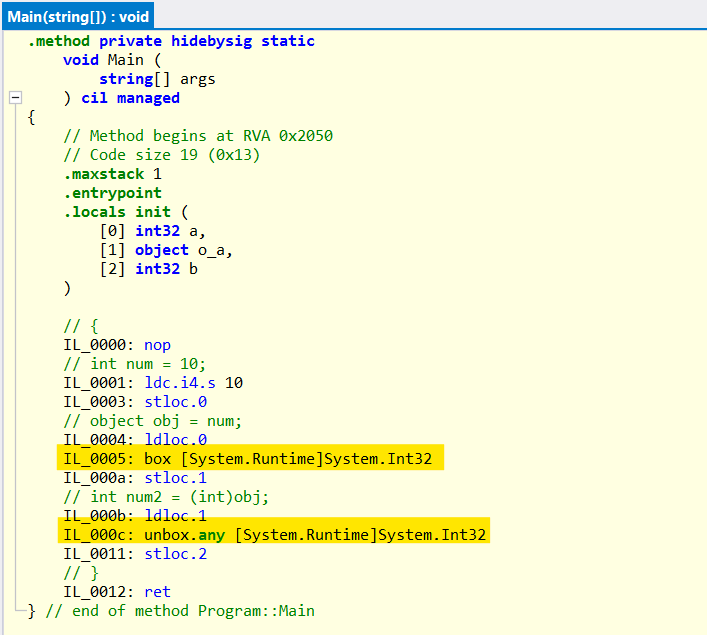 Main(string[]) : void
.method private hidebysig static
void Main (
string[] args
) cil managed
{
// Method begins at RVA 0x2050
// Code size 19 (0x13)
.maxstack 1
.entrypoint
.locals init (
[0] int32 a,
[1] object o_a,
[2] int32 b
)
// {
IL_0000: nop
// int num = 10;
IL_0001: ldc.i4.s 10
IL_0003: stloc.0
// object obj = num;
IL_0004: ldloc.0
IL_0005: box [System.Runtime]System.Int32
IL_000a: stloc.1
// int num2 = (int)obj;
IL_000b: ldloc.1
IL_000c: unbox.any [System.Runtime]System.Int32
IL_0011: stloc.2
// }
IL_0012: ret
} // end of method Program::Main